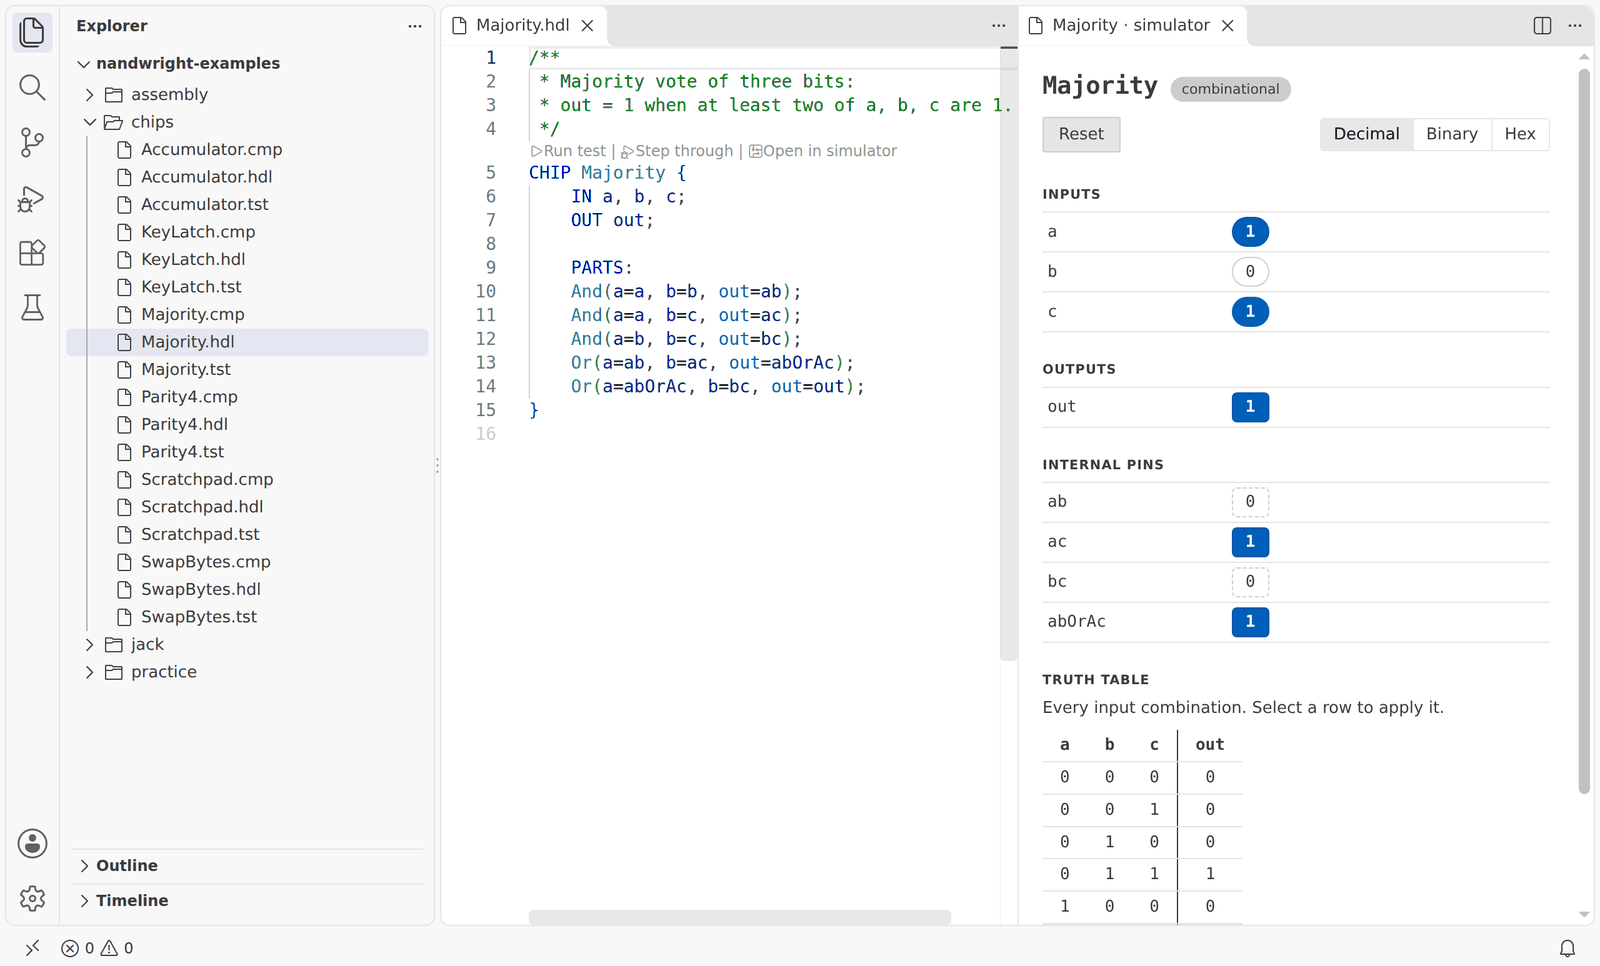 Explorer
nandwright-examples
assembly
chips
Accumulator.cmp
Accumulator.hdl
Accumulator.tst
KeyLatch.cmp
KeyLatch.hdl
KeyLatch.tst
Majority.cmp
Majority.hdl
Majority.tst
Parity4.cmp
Parity4.hdl
Parity4.tst
Scratchpad.cmp
Scratchpad.hdl
Scratchpad.tst
SwapBytes.cmp
SwapBytes.hdl
SwapBytes.tst
jack
practice
Outline
Timeline
Majority.hdl
1 /**
2 * Majority vote of three bits:
3 * out = 1 when at least two of a, b, c are 1.
4 */
Run test | Step through | Open in simulator
5 CHIP Majority {
6 IN a, b, c;
7 OUT out;
8
9 PARTS:
10 And(a=a, b=b, out=ab);
11 And(a=a, b=c, out=ac);
12 And(a=b, b=c, out=bc);
13 Or(a=ab, b=ac, out=abOrAc);
14 Or(a=abOrAc, b=bc, out=out);
15 }
16
Majority · simulator
Majority combinational
Reset Decimal Binary Hex
INPUTS
a 1
b 0
c 1
OUTPUTS
out 1
INTERNAL PINS
ab 0
ac 1
bc 0
abOrAc 1
TRUTH TABLE
Every input combination. Select a row to apply it.
a b c out
0 0 0 0
0 0 1 0
0 1 0 0
0 1 1 1
1 0 0 0
0 0